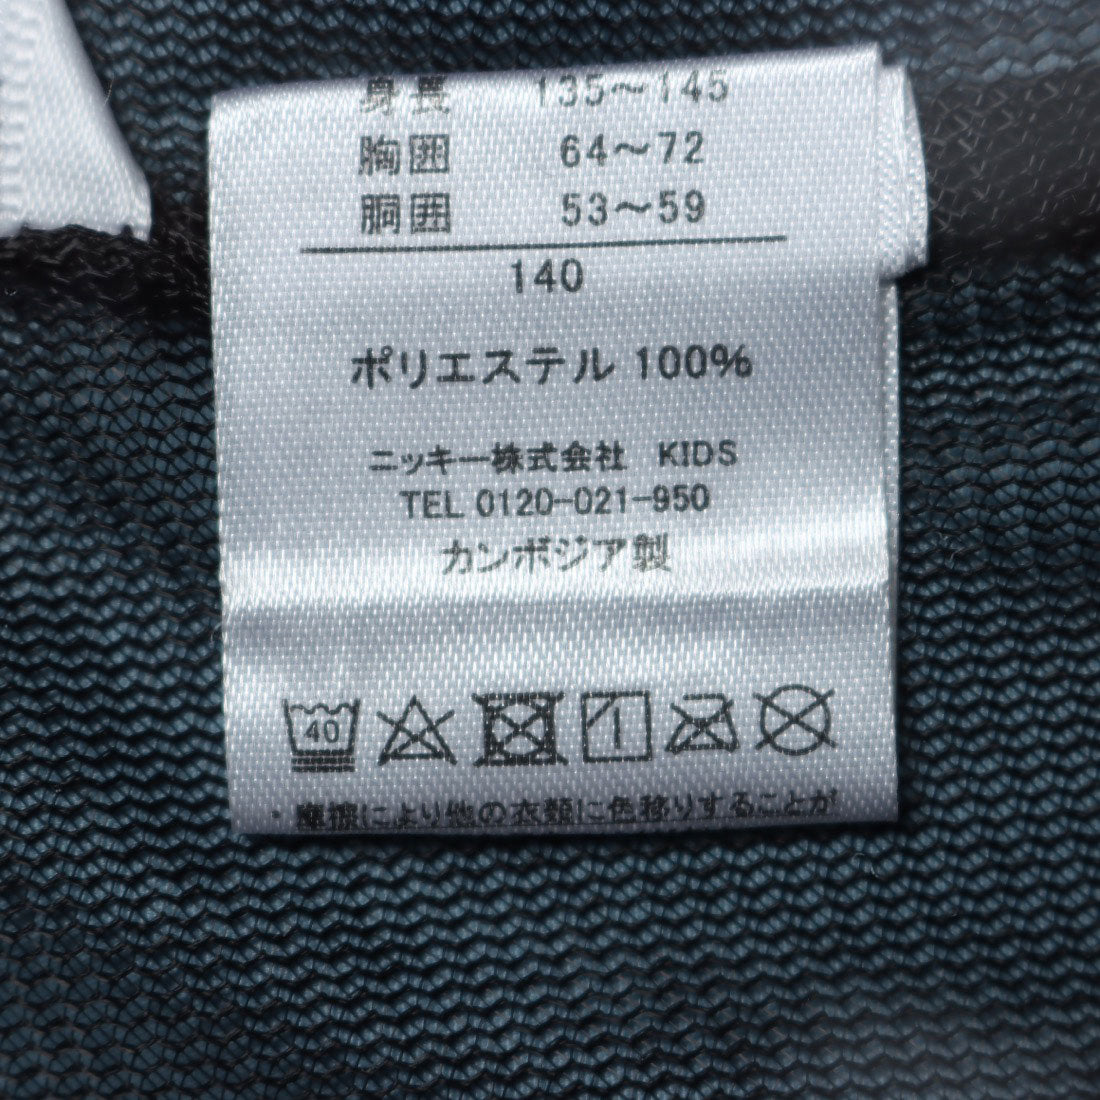 身長 135～145
胸囲 64～72
胴囲 53～59
140
ポリエステル 100%
ニッキー株式会社 KIDS
TEL 0120-021-950
カンボジア製
40
・摩擦により他の衣類に色移りすることが